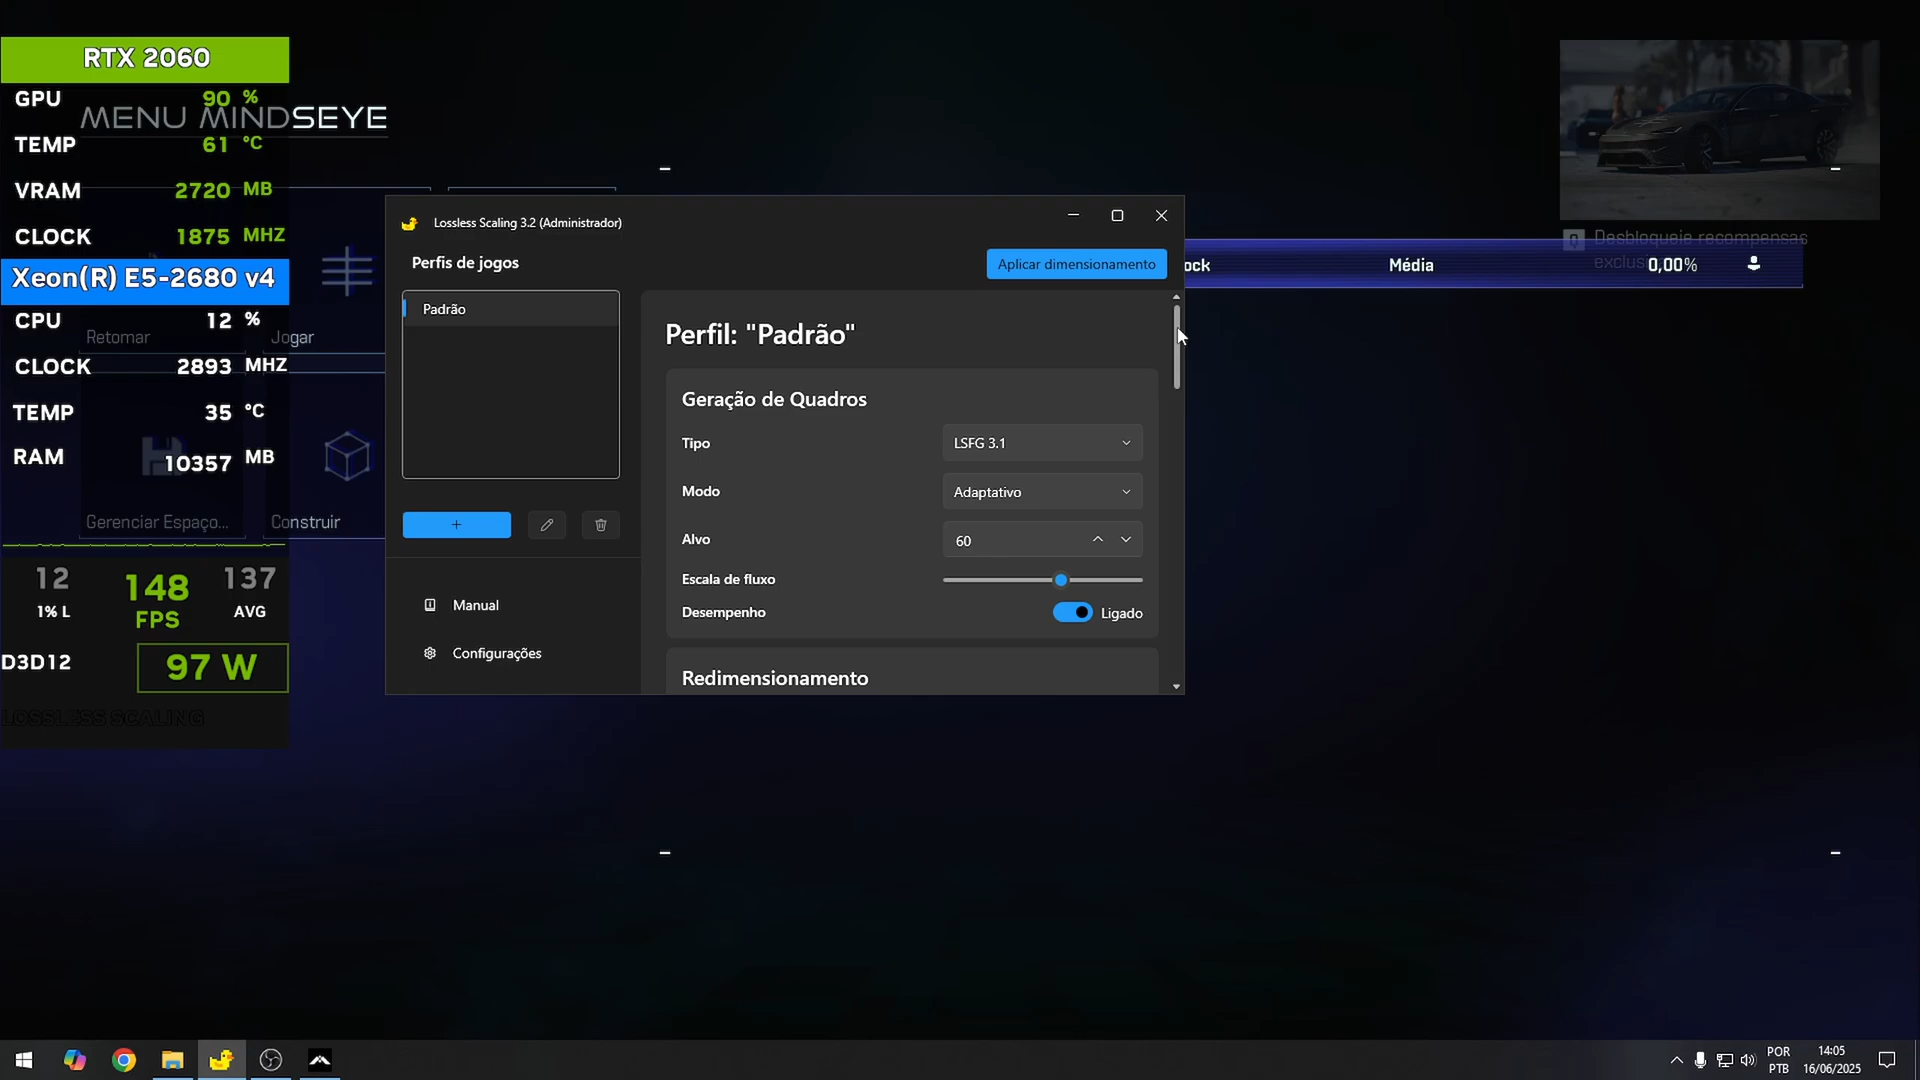 RTX 2060
GPU 90 %
MENU MINDSEYE
TEMP 61 °C
VRAM 2720 MB
CLOCK 1875 MHZ
Xeon(R) E5-2680 v4
CPU 12 %
Retomar
Jogar
CLOCK 2893 MHZ
TEMP 35 °C
RAM 10357 MB
Gerenciar Espaço...
Construir
12 148 137
1% L FPS AVG
D3D12 97 W
LOSSLESS SCALING
Lossless Scaling 3.2 (Administrador)
Perfis de jogos
Aplicar dimensionamento
Padrão
+
Manual
Configurações
Perfil: "Padrão"
Geração de Quadros
Tipo LSFG 3.1
Modo Adaptativo
Alvo 60
Escala de fluxo
Desempenho Ligado
Redimensionamento
Q Desbloqueie recompensas
ock Média 0,00%
POR
PTB
14:05
16/06/2025